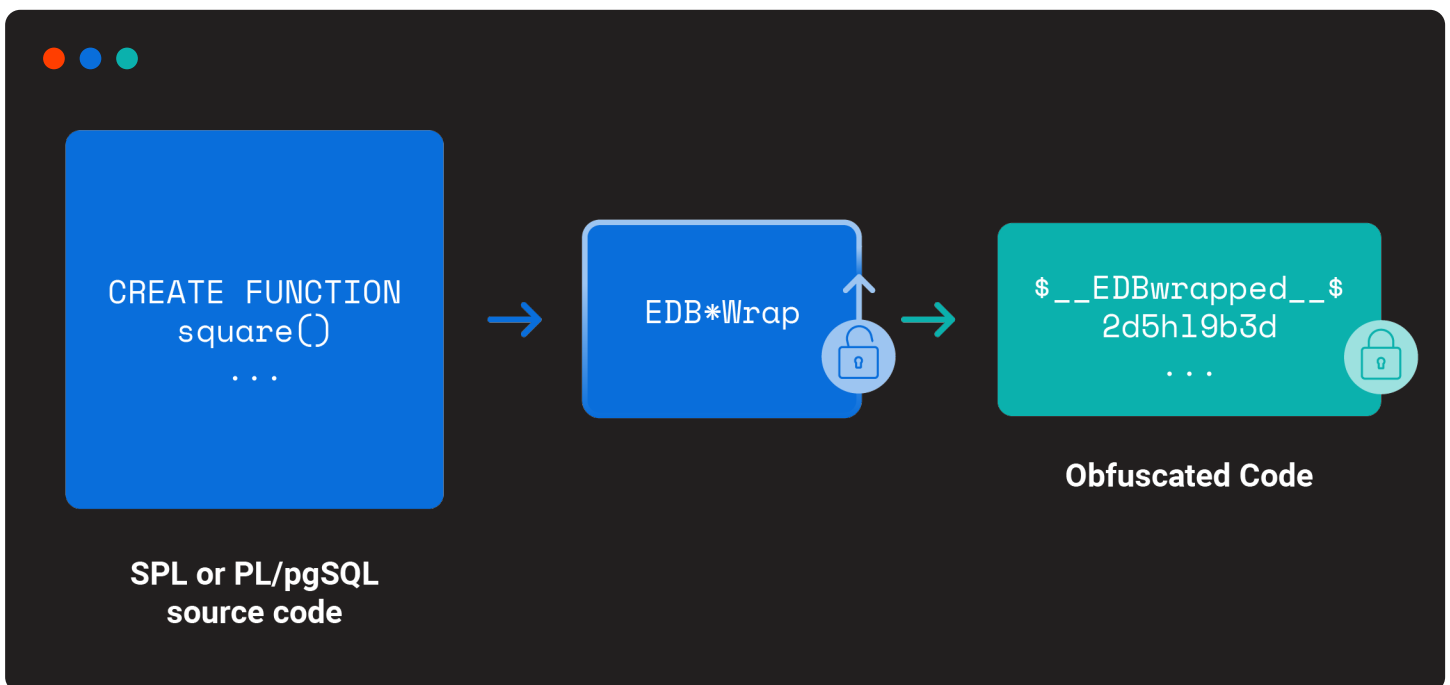 CREATE FUNCTION
square()
...
SPL or PL/pgSQL
source code
EDB*Wrap
$__EDBwrapped__$
2d5hl9b3d
...
Obfuscated Code